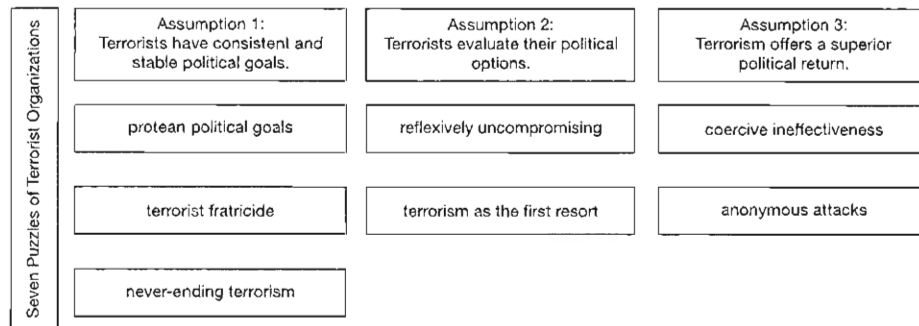 Seven Puzzles of Terrorist Organizations
Assumption 1:
Terrorists have consistent and
stable political goals.
Assumption 2:
Terrorists evaluate their political
options.
Assumption 3:
Terrorism offers a superior
political return.
protean political goals
reflexively uncompromising
coercive ineffectiveness
terrorist fratricide
terrorism as the first resort
anonymous attacks
never-ending terrorism